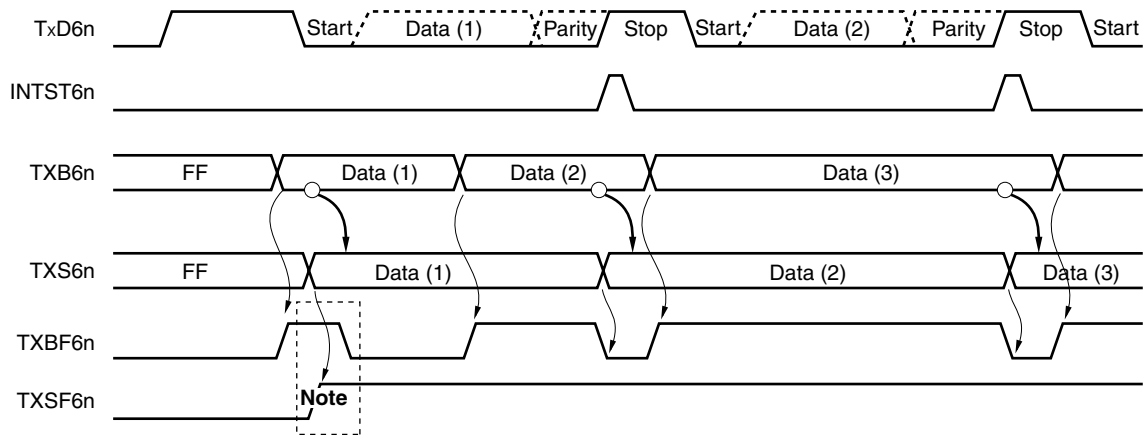 TxD6n Start Data (1) Parity Stop Start Data (2) Parity Stop Start
INTST6n
TXB6n FF Data (1) Data (2) Data (3)
TXS6n FF Data (1) Data (2) Data (3)
TXBF6n
TXSF6n Note